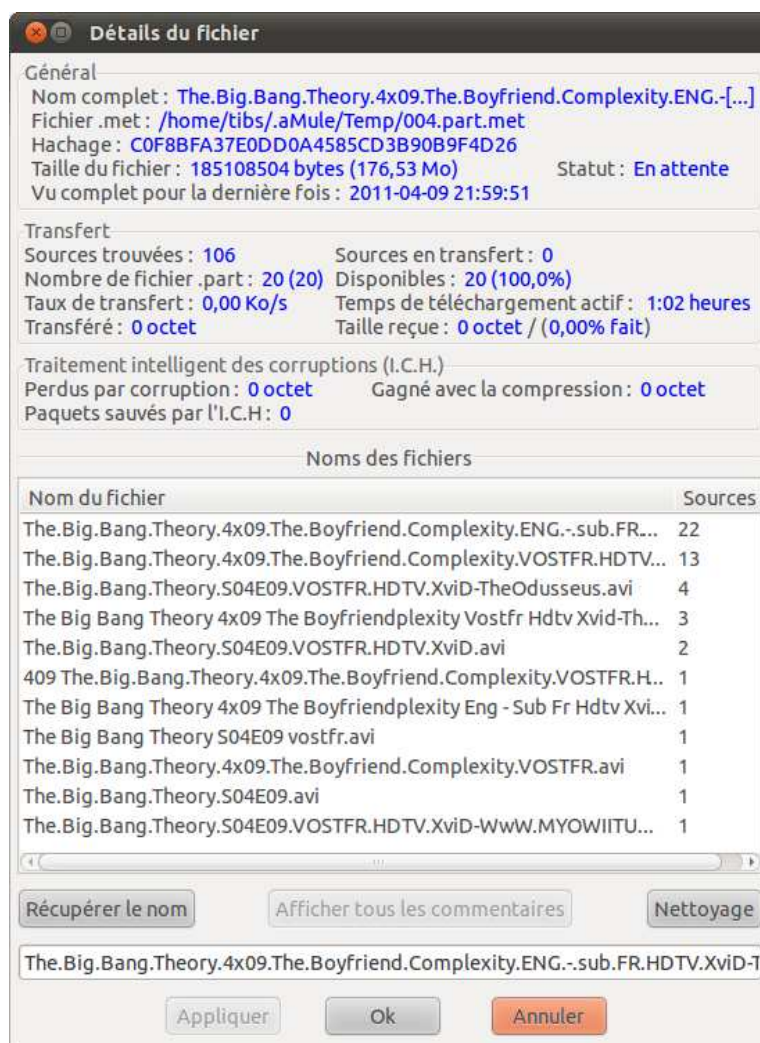 Détails du fichier
Général
Nom complet : The.Big.Bang.Theory.4x09.The.Boyfriend.Complexity.ENG.-[...]
Fichier .met : /home/tibs/.aMule/Temp/004.part.met
Hachage : C0F8BFA37E0DD0A4585CD3B90B9F4D26
Taille du fichier : 185108504 bytes (176,53 Mo) Statut : En attente
Vu complet pour la dernière fois : 2011-04-09 21:59:51
Transfert
Sources trouvées : 106 Sources en transfert : 0
Nombre de fichier .part : 20 (20) Disponibles : 20 (100,0%)
Taux de transfert : 0,00 Ko/s Temps de téléchargement actif : 1:02 heures
Transféré : 0 octet Taille reçue : 0 octet / (0,00% fait)
Traitement intelligent des corruptions (I.C.H.)
Perdus par corruption : 0 octet Gagné avec la compression : 0 octet
Paquets sauvés par l'I.C.H : 0
Noms des fichiers
Nom du fichier Sources
The.Big.Bang.Theory.4x09.The.Boyfriend.Complexity.ENG.-.sub.FR.... 22
The.Big.Bang.Theory.4x09.The.Boyfriend.Complexity.VOSTFR.HDTV... 13
The.Big.Bang.Theory.S04E09.VOSTFR.HDTV.XviD-TheOdusseus.avi 4
The Big Bang Theory 4x09 The Boyfriendplexity Vostfr Hdtv Xvid-Th... 3
The.Big.Bang.Theory.S04E09.VOSTFR.HDTV.XviD.avi 2
409 The.Big.Bang.Theory.4x09.The.Boyfriend.Complexity.VOSTFR.H... 1
The Big Bang Theory 4x09 The Boyfriendplexity Eng - Sub Fr Hdtv Xvi... 1
The Big Bang Theory S04E09 vostfr.avi 1
The.Big.Bang.Theory.4x09.The.Boyfriend.Complexity.VOSTFR.avi 1
The.Big.Bang.Theory.S04E09.avi 1
The.Big.Bang.Theory.S04E09.VOSTFR.HDTV.XviD-WwW.MYOWIITU... 1
Récupérer le nom Afficher tous les commentaires Nettoyage
The.Big.Bang.Theory.4x09.The.Boyfriend.Complexity.ENG.-.sub.FR.HDTV.XviD-T
Appliquer Ok Annuler